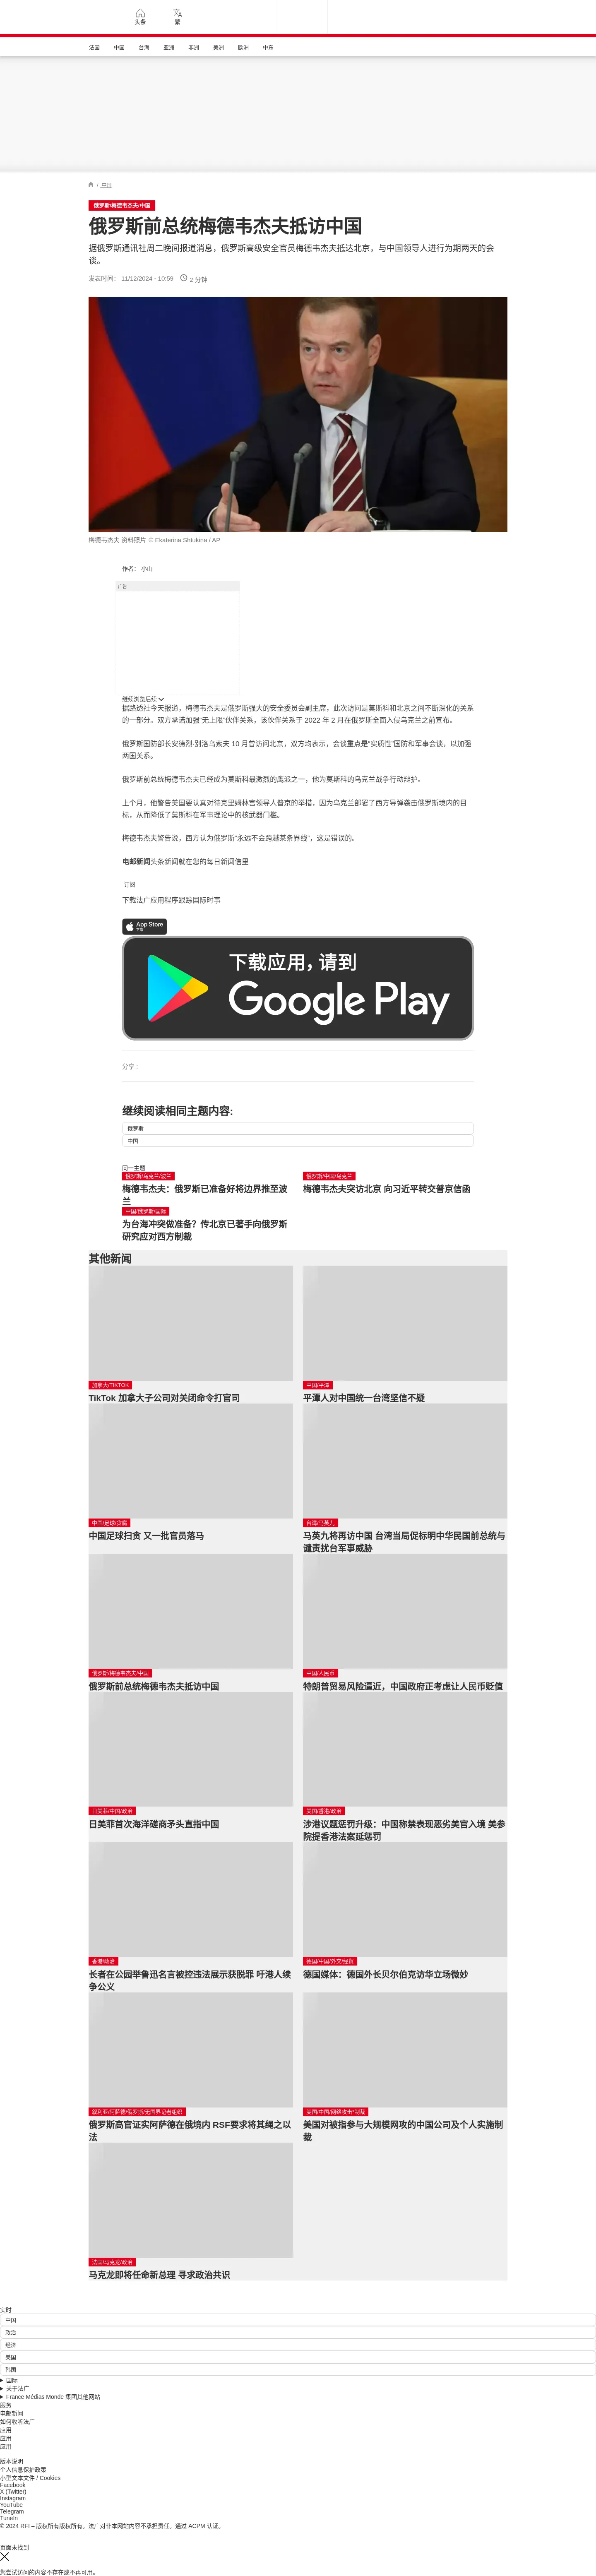 头条
繁
法国 中国 台海 亚洲 非洲 美洲 欧洲 中东
/ 中国
俄罗斯/梅德韦杰夫/中国
俄罗斯前总统梅德韦杰夫抵访中国
据俄罗斯通讯社周二晚间报道消息，俄罗斯高级安全官员梅德韦杰夫抵达北京，与中国领导人进行为期两天的会
谈。
发表时间： 11/12/2024 - 10:59 2 分钟
梅德韦杰夫 资料照片 © Ekaterina Shtukina / AP
作者： 小山
广告
继续浏览后续
据路透社今天报道，梅德韦杰夫是俄罗斯强大的安全委员会副主席，此次访问是莫斯科和北京之间不断深化的关系
的一部分。双方承诺加强“无上限”伙伴关系，该伙伴关系于 2022 年 2 月在俄罗斯全面入侵乌克兰之前宣布。
俄罗斯国防部长安德烈·别洛乌索夫 10 月曾访问北京，双方均表示，会谈重点是“实质性”国防和军事会谈，以加强
两国关系。
俄罗斯前总统梅德韦杰夫已经成为莫斯科最激烈的鹰派之一，他为莫斯科的乌克兰战争行动辩护。
上个月，他警告美国要认真对待克里姆林宫领导人普京的举措，因为乌克兰部署了西方导弹袭击俄罗斯境内的目
标，从而降低了莫斯科在军事理论中的核武器门槛。
梅德韦杰夫警告说，西方认为俄罗斯“永远不会跨越某条界线”，这是错误的。
电邮新闻头条新闻就在您的每日新闻信里
订阅
下载法广应用程序跟踪国际时事
App Store
下载
下载应用，请到
Google Play
分享 :
继续阅读相同主题内容:
俄罗斯
中国
同一主题
俄罗斯/乌克兰/波兰
梅德韦杰夫：俄罗斯已准备好将边界推至波
兰
俄罗斯/中国/乌克兰
梅德韦杰夫突访北京 向习近平转交普京信函
中国/俄罗斯/国际
为台海冲突做准备？传北京已著手向俄罗斯
研究应对西方制裁
其他新闻
加拿大/TIKTOK
TikTok 加拿大子公司对关闭命令打官司
中国/平潭
平潭人对中国统一台湾坚信不疑
中国/足球/贪腐
中国足球扫贪 又一批官员落马
台湾/马英九
马英九将再访中国 台湾当局促标明中华民国前总统与
谴责扰台军事威胁
俄罗斯/梅德韦杰夫/中国
俄罗斯前总统梅德韦杰夫抵访中国
中国/人民币
特朗普贸易风险逼近，中国政府正考虑让人民币贬值
日美菲/中国/政治
日美菲首次海洋磋商矛头直指中国
美国/香港/政治
涉港议题惩罚升级：中国称禁表现恶劣美官入境 美参
院提香港法案延惩罚
香港/政治
长者在公园举鲁迅名言被控违法展示获脱罪 吁港人续
争公义
德国/中国/外交/经贸
德国媒体：德国外长贝尔伯克访华立场微妙
叙利亚/阿萨德/俄罗斯/无国界记者组织
俄罗斯高官证实阿萨德在俄境内 RSF要求将其绳之以
法
美国/中国/网络攻击*制裁
美国对被指参与大规模网攻的中国公司及个人实施制
裁
法国/马克龙/政治
马克龙即将任命新总理 寻求政治共识
实时
中国
政治
经济
美国
韩国
国际
关于法广
France Médias Monde 集团其他网站
服务
电邮新闻
如何收听法广
应用
应用
应用
版本说明
个人信息保护政策
小型文本文件 / Cookies
Facebook
X (Twitter)
Instagram
YouTube
Telegram
TuneIn
© 2024 RFI – 版权所有版权所有。法广对非本网站内容不承担责任。通过 ACPM 认证。
页面未找到
您尝试访问的内容不存在或不再可用。